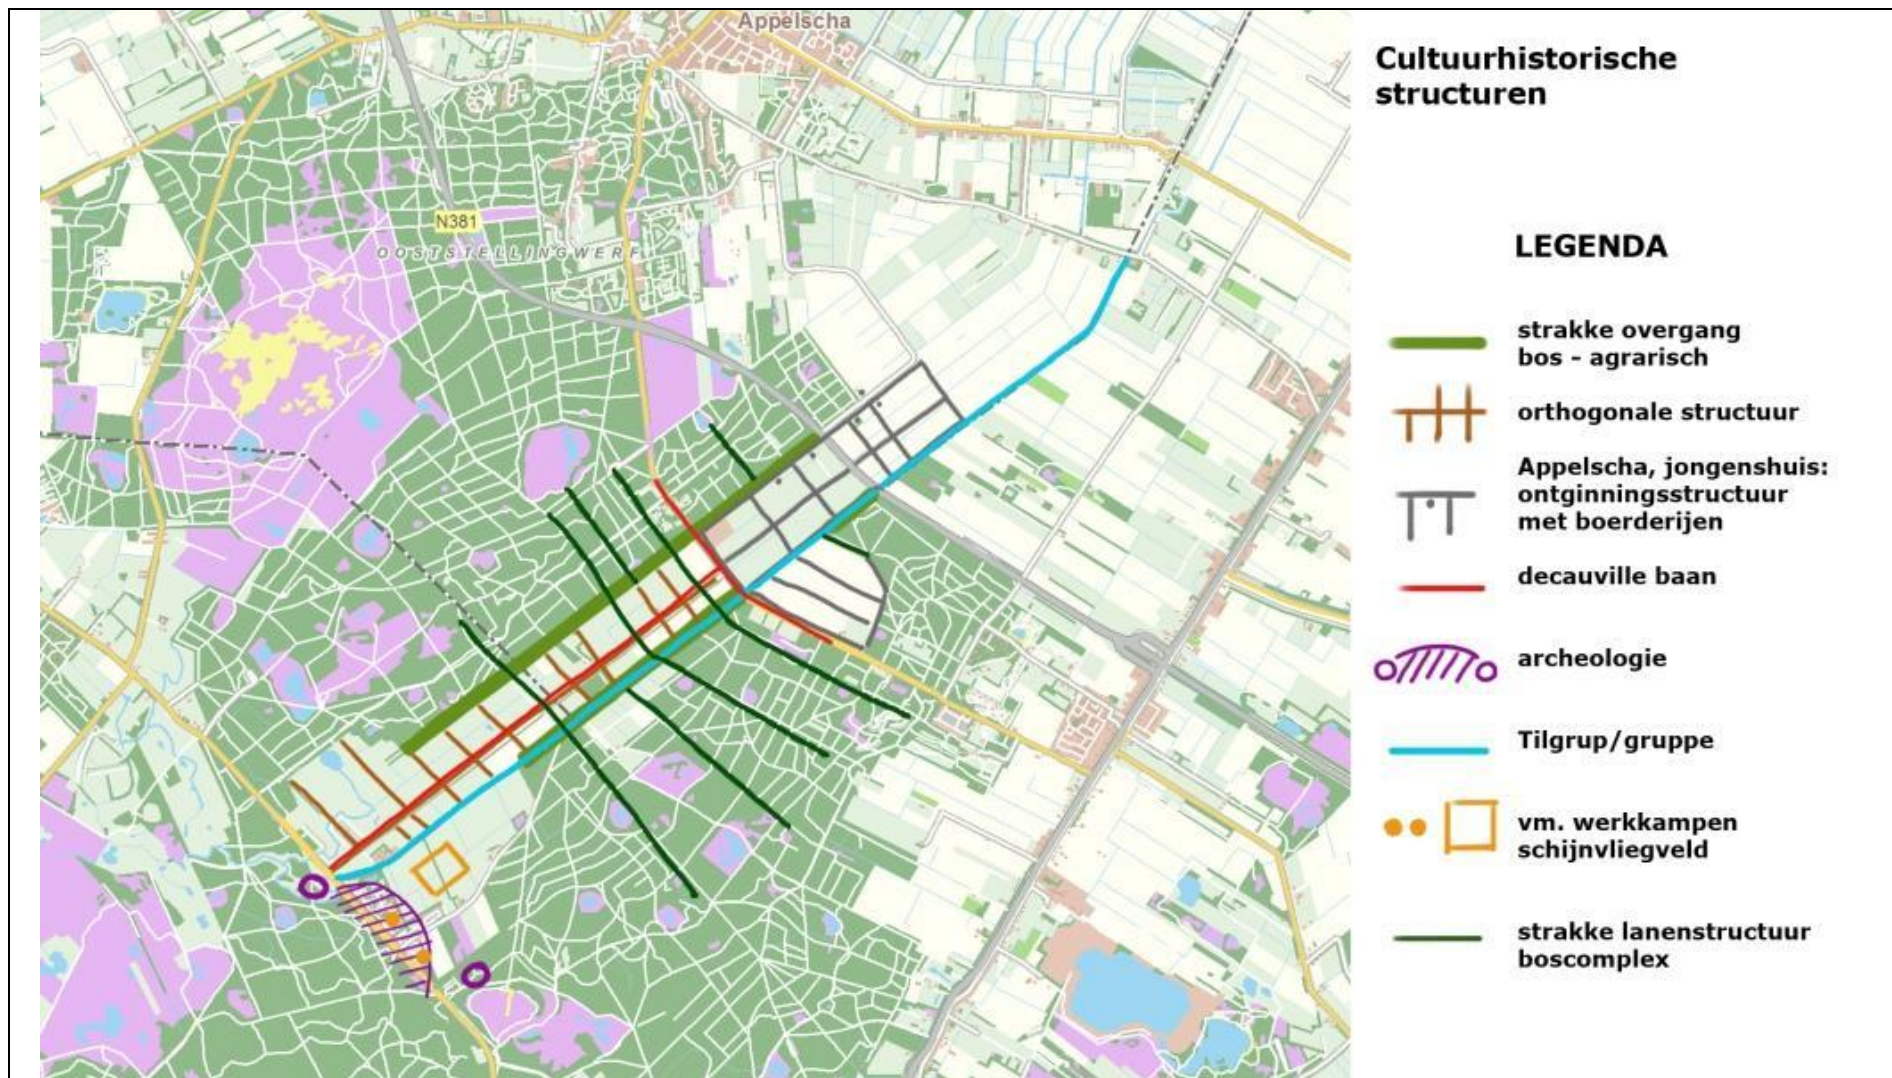 Appelscha
N381
OOSTSTELLINGWERF
Cultuurhistorische
structuren
LEGENDA
strakke overgang
bos - agrarisch
orthogonale structuur
Appelscha, jongenshuis:
ontginningsstructuur
met boerderijen
decauville baan
archeologie
Tilgrup/gruppe
vm. werkkampen
schijnvliegveld
strakke lanenstructuur
boscomplex